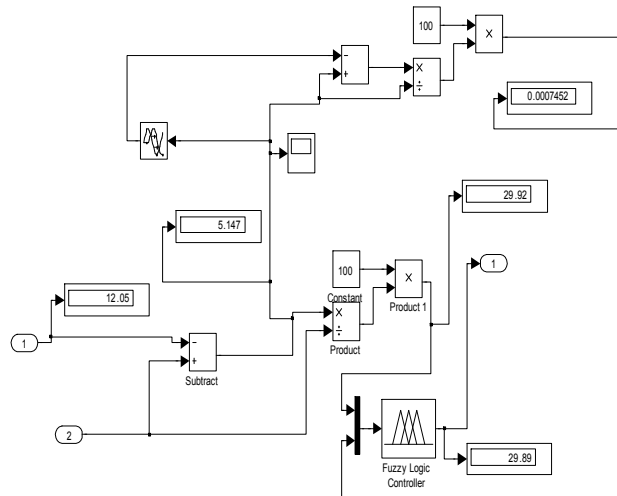 100
X
−
+
X
÷
0.0007452
29.92
5.147
100
X
1
12.05
Constant
Product 1
X
÷
1
−
+
Product
Subtract
2
Fuzzy Logic
Controller
29.89